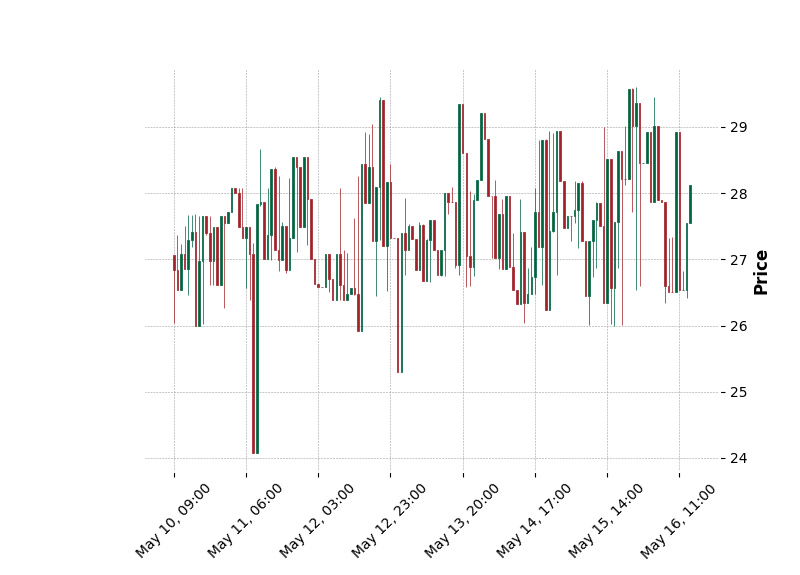 29
28
27
26
25
24
Price
May 10, 09:00
May 11, 06:00
May 12, 03:00
May 12, 23:00
May 13, 20:00
May 14, 17:00
May 15, 14:00
May 16, 11:00